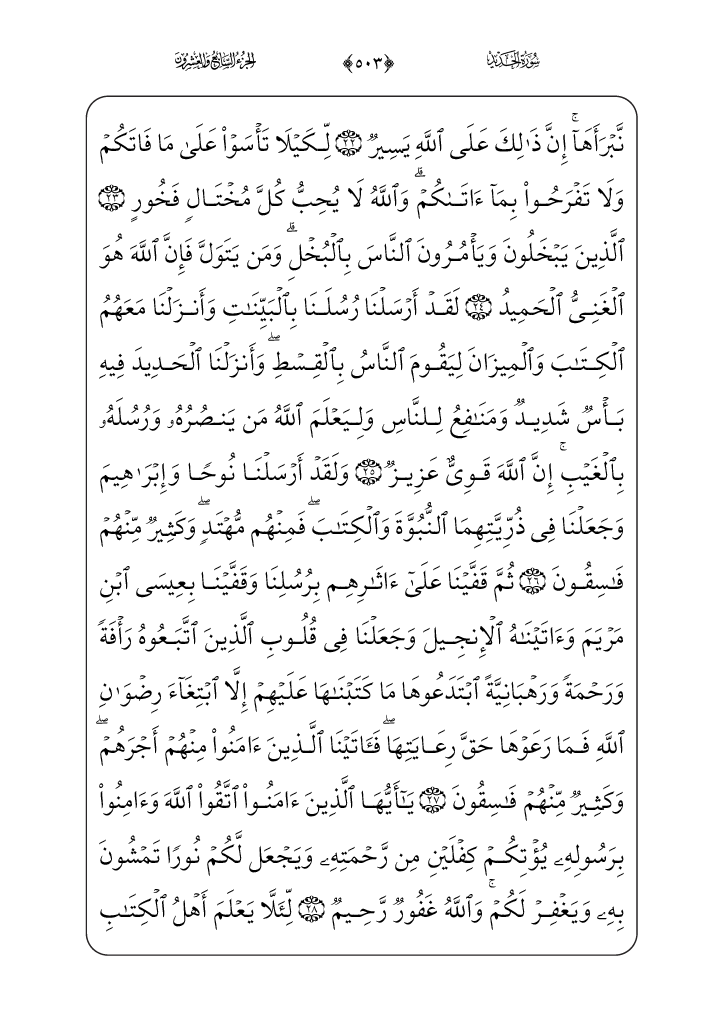 سُورَةُ الحَدِيد ﴿٥٠٣﴾ الجُزءُ السَّابِعُ وَالعِشْرُون
نَّبۡرَأَهَآۚ إِنَّ ذَٰلِكَ عَلَى ٱللَّهِ يَسِيرٞ ٢٢ لِّكَيۡلَا تَأۡسَوۡاْ عَلَىٰ مَا فَاتَكُمۡ
وَلَا تَفۡرَحُواْ بِمَآ ءَاتَىٰكُمۡۗ وَٱللَّهُ لَا يُحِبُّ كُلَّ مُخۡتَالٖ فَخُورٍ ٢٣
ٱلَّذِينَ يَبۡخَلُونَ وَيَأۡمُرُونَ ٱلنَّاسَ بِٱلۡبُخۡلِۗ وَمَن يَتَوَلَّ فَإِنَّ ٱللَّهَ هُوَ
ٱلۡغَنِيُّ ٱلۡحَمِيدُ ٢٤ لَقَدۡ أَرۡسَلۡنَا رُسُلَنَا بِٱلۡبَيِّنَٰتِ وَأَنزَلۡنَا مَعَهُمُ
ٱلۡكِتَٰبَ وَٱلۡمِيزَانَ لِيَقُومَ ٱلنَّاسُ بِٱلۡقِسۡطِۖ وَأَنزَلۡنَا ٱلۡحَدِيدَ فِيهِ
بَأۡسٞ شَدِيدٞ وَمَنَٰفِعُ لِلنَّاسِ وَلِيَعۡلَمَ ٱللَّهُ مَن يَنصُرُهُۥ وَرُسُلَهُۥ
بِٱلۡغَيۡبِۚ إِنَّ ٱللَّهَ قَوِيٌّ عَزِيزٞ ٢٥ وَلَقَدۡ أَرۡسَلۡنَا نُوحٗا وَإِبۡرَٰهِيمَ
وَجَعَلۡنَا فِي ذُرِّيَّتِهِمَا ٱلنُّبُوَّةَ وَٱلۡكِتَٰبَۖ فَمِنۡهُم مُّهۡتَدٖۖ وَكَثِيرٞ مِّنۡهُمۡ
فَٰسِقُونَ ٢٦ ثُمَّ قَفَّيۡنَا عَلَىٰٓ ءَاثَٰرِهِم بِرُسُلِنَا وَقَفَّيۡنَا بِعِيسَى ٱبۡنِ
مَرۡيَمَ وَءَاتَيۡنَٰهُ ٱلۡإِنجِيلَ وَجَعَلۡنَا فِي قُلُوبِ ٱلَّذِينَ ٱتَّبَعُوهُ رَأۡفَةٗ
وَرَحۡمَةٗ وَرَهۡبَانِيَّةً ٱبۡتَدَعُوهَا مَا كَتَبۡنَٰهَا عَلَيۡهِمۡ إِلَّا ٱبۡتِغَآءَ رِضۡوَٰنِ
ٱللَّهِ فَمَا رَعَوۡهَا حَقَّ رِعَايَتِهَاۖ فَـَٔاتَيۡنَا ٱلَّذِينَ ءَامَنُواْ مِنۡهُمۡ أَجۡرَهُمۡۖ
وَكَثِيرٞ مِّنۡهُمۡ فَٰسِقُونَ ٢٧ يَٰٓأَيُّهَا ٱلَّذِينَ ءَامَنُواْ ٱتَّقُواْ ٱللَّهَ وَءَامِنُواْ
بِرَسُولِهِۦ يُؤۡتِكُمۡ كِفۡلَيۡنِ مِن رَّحۡمَتِهِۦ وَيَجۡعَل لَّكُمۡ نُورٗا تَمۡشُونَ
بِهِۦ وَيَغۡفِرۡ لَكُمۡۚ وَٱللَّهُ غَفُورٞ رَّحِيمٞ ٢٨ لِّئَلَّا يَعۡلَمَ أَهۡلُ ٱلۡكِتَٰبِ